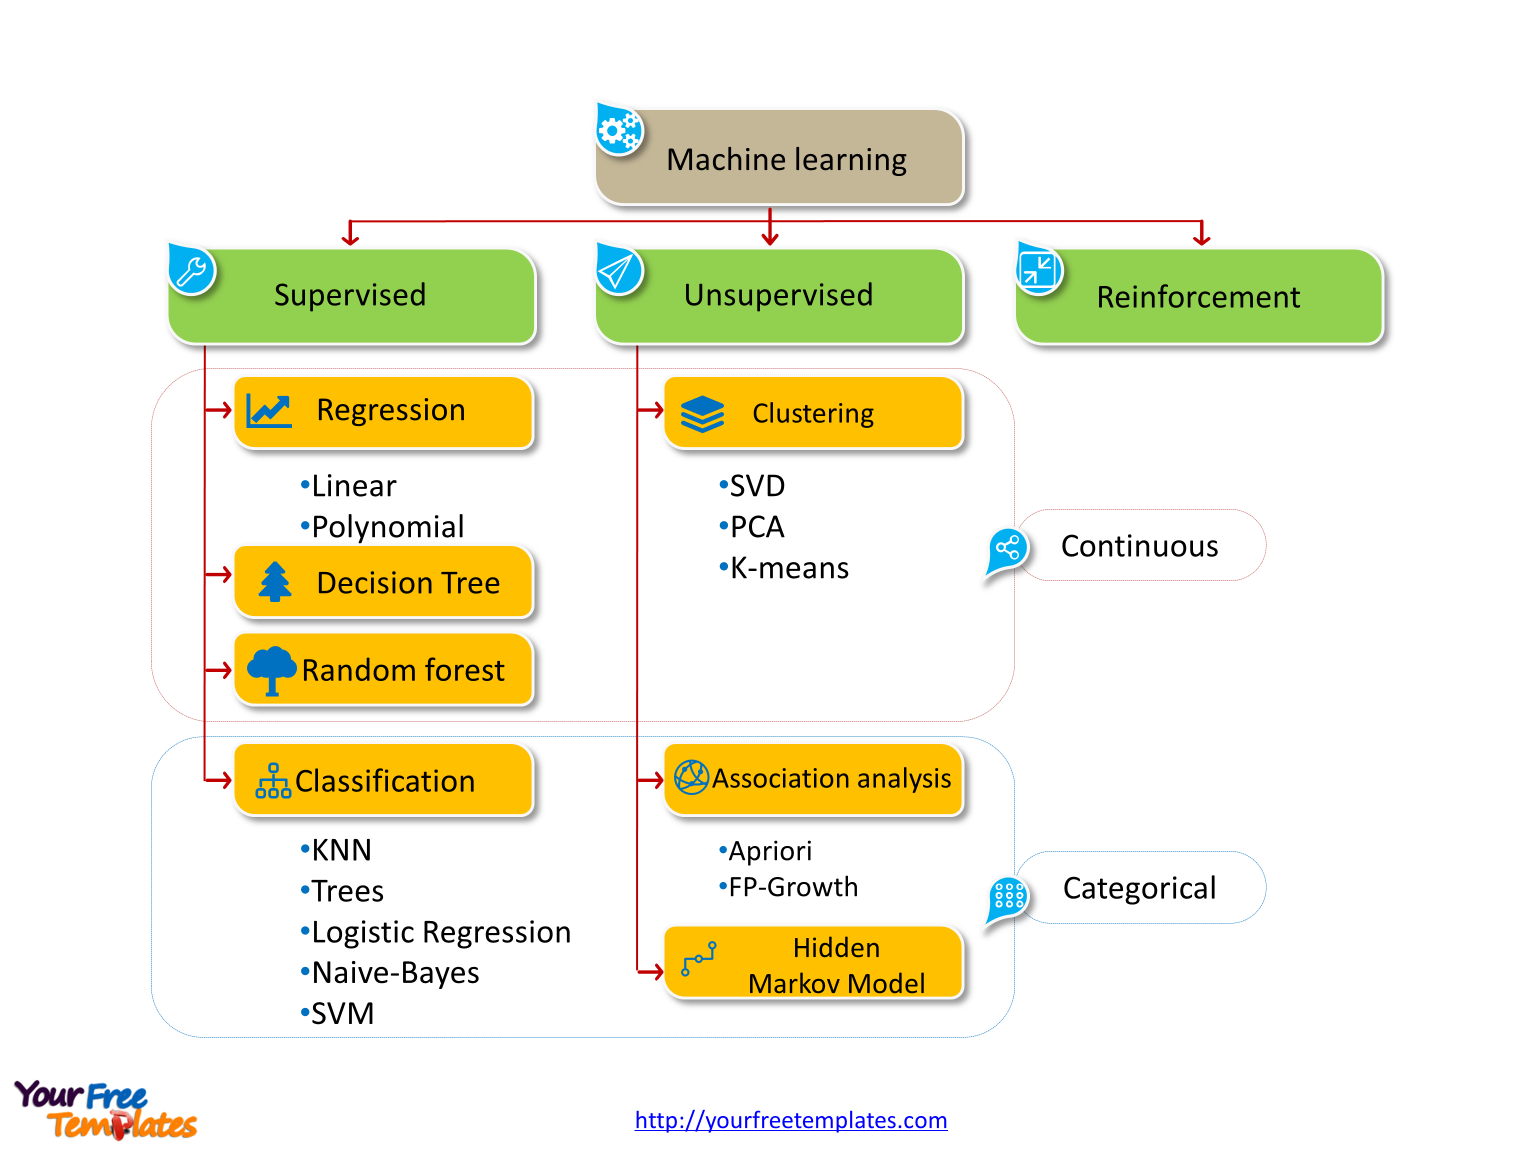 Machine learning
Supervised
Unsupervised
Reinforcement
Regression
•Linear
•Polynomial
Decision Tree
Random forest
Clustering
•SVD
•PCA
•K-means
Continuous
Classification
•KNN
•Trees
•Logistic Regression
•Naive-Bayes
•SVM
Association analysis
•Apriori
•FP-Growth
Hidden
Markov Model
Categorical
Your Free
Templates
http://yourfreetemplates.com